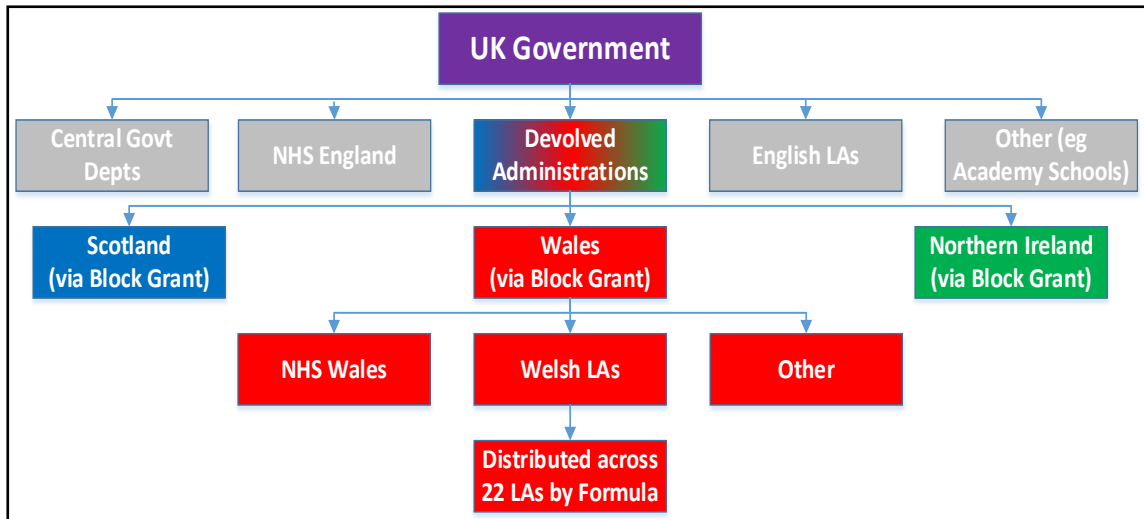 UK Government
Central Govt
Depts
NHS England
Devolved
Administrations
English LAs
Other (eg
Academy Schools)
Scotland
(via Block Grant)
Wales
(via Block Grant)
Northern Ireland
(via Block Grant)
NHS Wales
Welsh LAs
Other
Distributed across
22 LAs by Formula